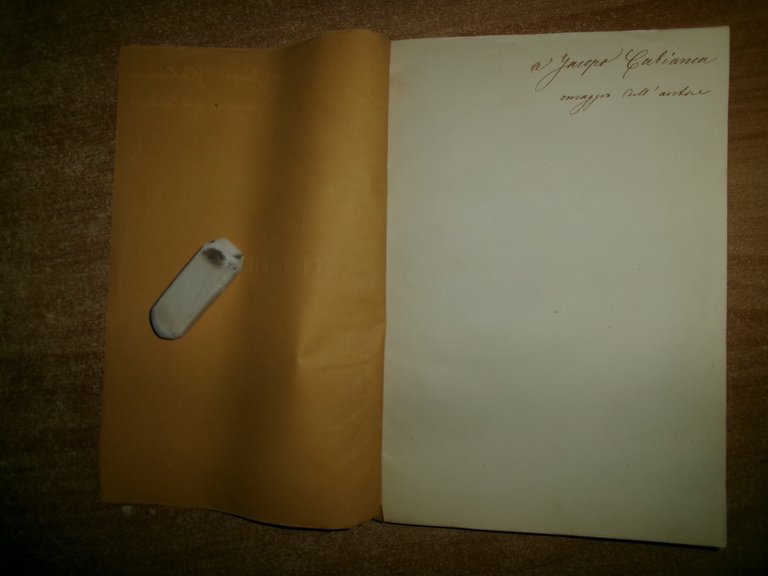 a Jacopo Cabianca
omaggio dell' autore